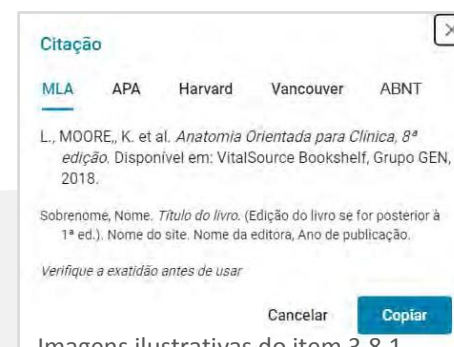 Citação
MLA APA Harvard Vancouver ABNT
L., MOORE,, K. et al. Anatomia Orientada para Clínica, 8ª
edição. Disponível em: VitalSource Bookshelf, Grupo GEN,
2018.
Sobrenome, Nome. Título do livro. (Edição do livro se for posterior à
1ª ed.). Nome do site. Nome da editora, Ano de publicação.
Verifique a exatidão antes de usar
Cancelar Copiar
Imagens ilustrativas do item 3.8.1